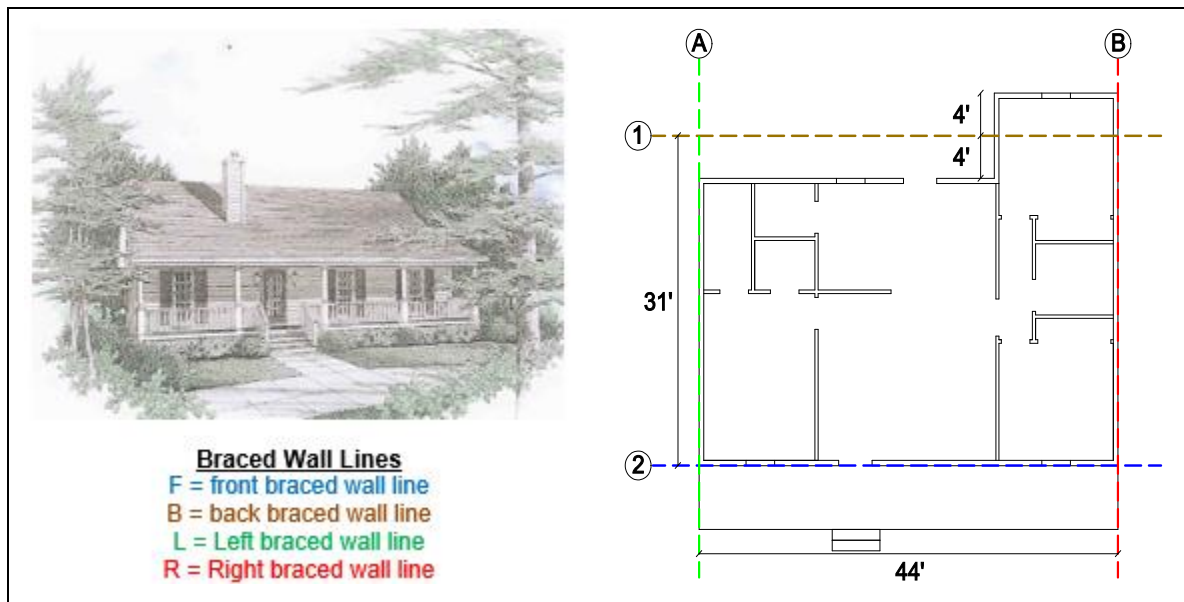 Braced Wall Lines
F = front braced wall line
B = back braced wall line
L = Left braced wall line
R = Right braced wall line
A
B
4'
1
4'
31'
2
44'